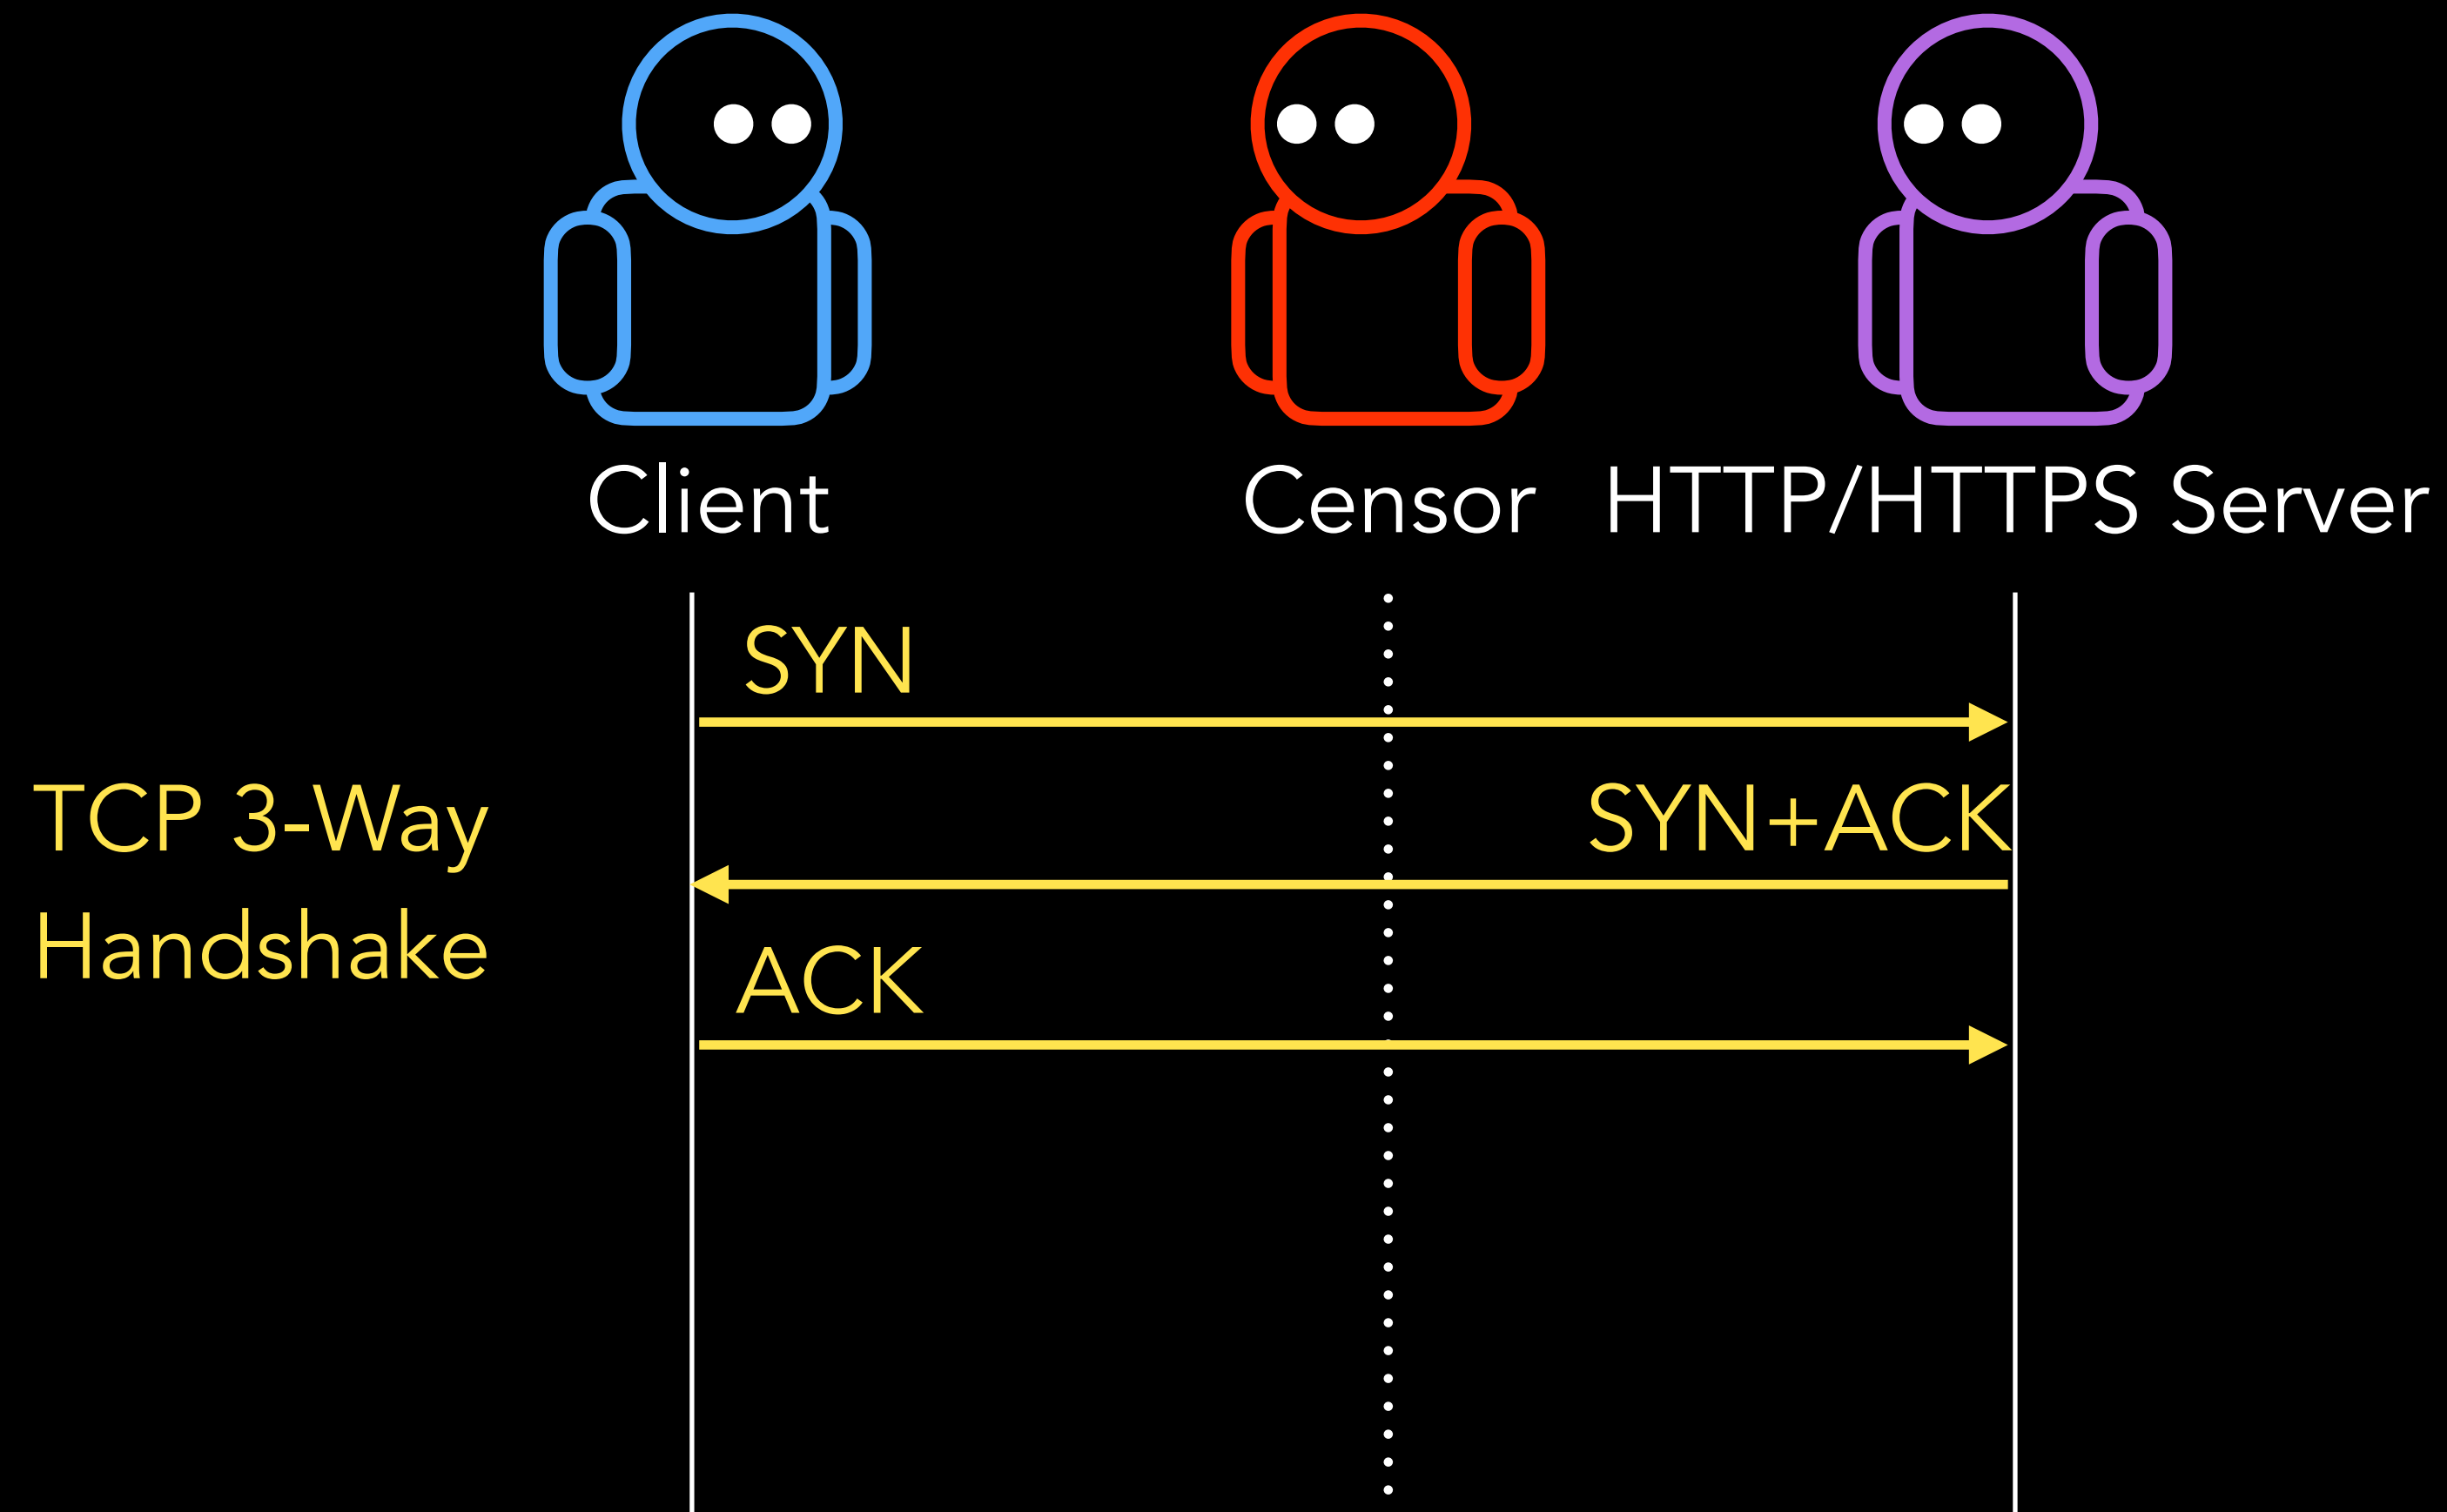 Client
Censor
HTTP/HTTPS Server
SYN
TCP 3-Way
Handshake
SYN+ACK
ACK